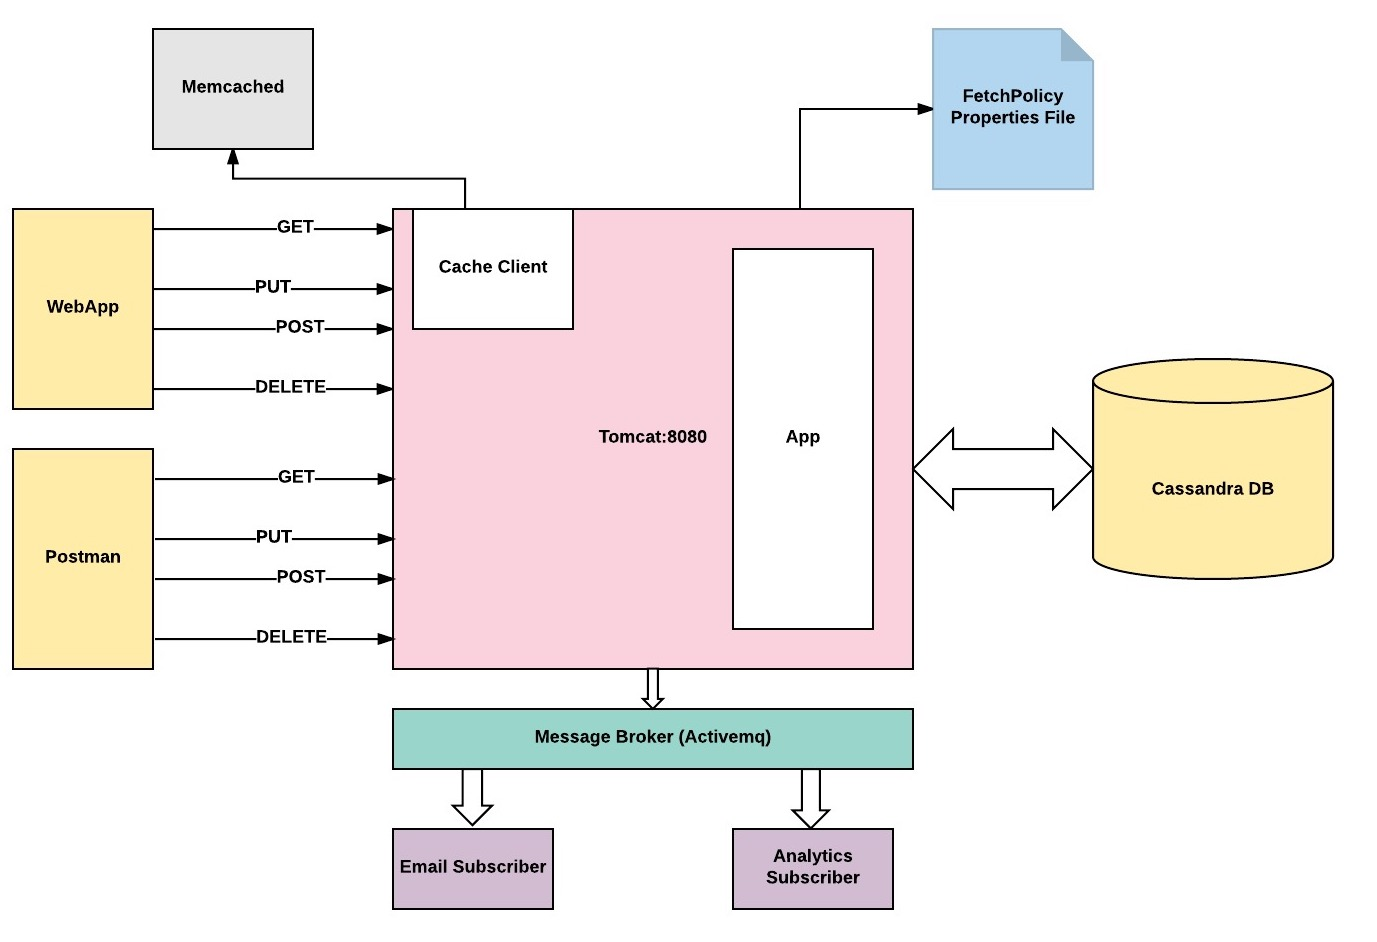 Memcached
FetchPolicy
Properties File
GET
Cache Client
PUT
WebApp
POST
DELETE
Tomcat:8080
App
GET
Cassandra DB
PUT
Postman
POST
DELETE
Message Broker (Activemq)
Email Subscriber
Analytics
Subscriber